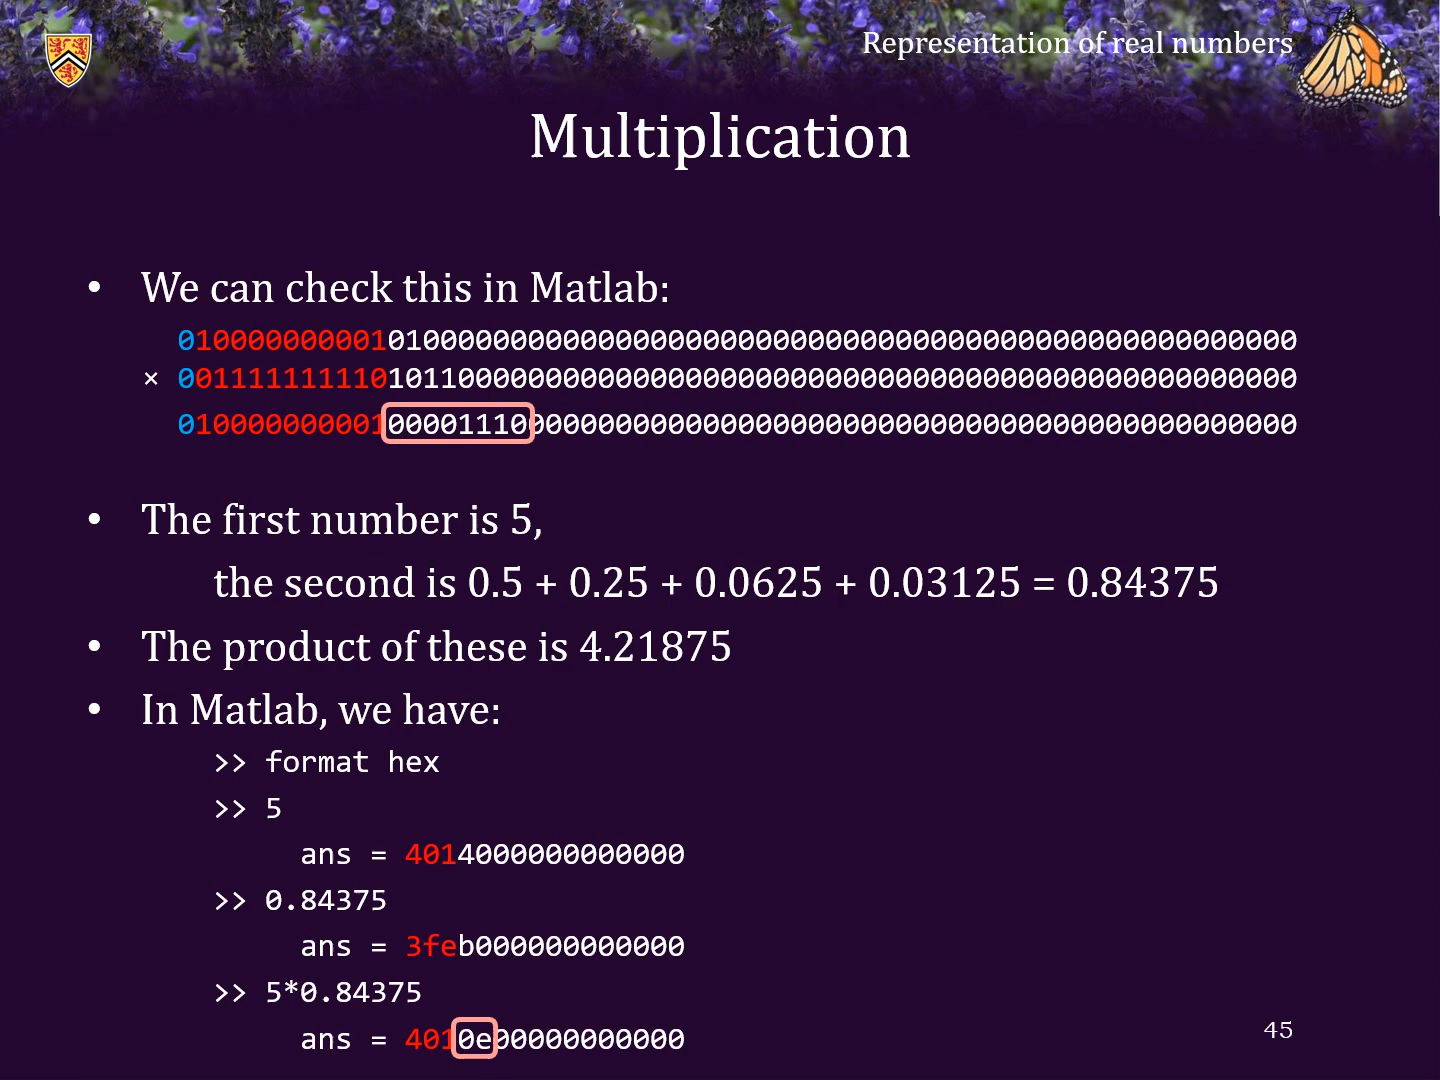 Representation of real numbers
Multiplication
• We can check this in Matlab:
0100000000010100000000000000000000000000000000000000000000000000
× 0011111111101011000000000000000000000000000000000000000000000000
0100000000010000111000000000000000000000000000000000000000000000
• The first number is 5,
the second is 0.5 + 0.25 + 0.0625 + 0.03125 = 0.84375
• The product of these is 4.21875
• In Matlab, we have:
>> format hex
>> 5
ans = 4014000000000000
>> 0.84375
ans = 3feb000000000000
>> 5*0.84375
ans = 4010e00000000000
45